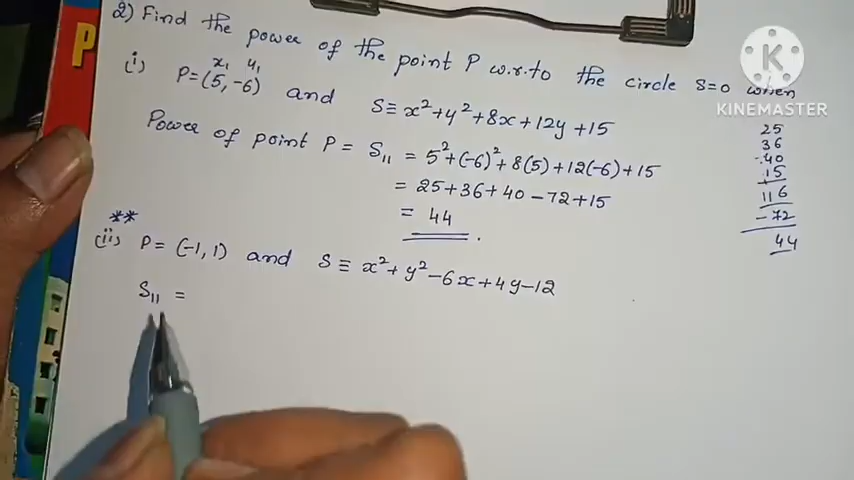 2) Find the power of the point P w.r.to the circle S=0 when
(i) P=(5, -6) and S≡ x²+y²+8x+12y+15
x₁ y₁
Power of point P = S₁₁ = 5²+(-6)²+8(5)+12(-6)+15
= 25+36+40-72+15
= 44
**
(ii) P= (-1, 1) and S ≡ x²+y²-6x+4y-12
S₁₁ =
K
KINEMASTER
25
36
40
15
116
-72
44
P